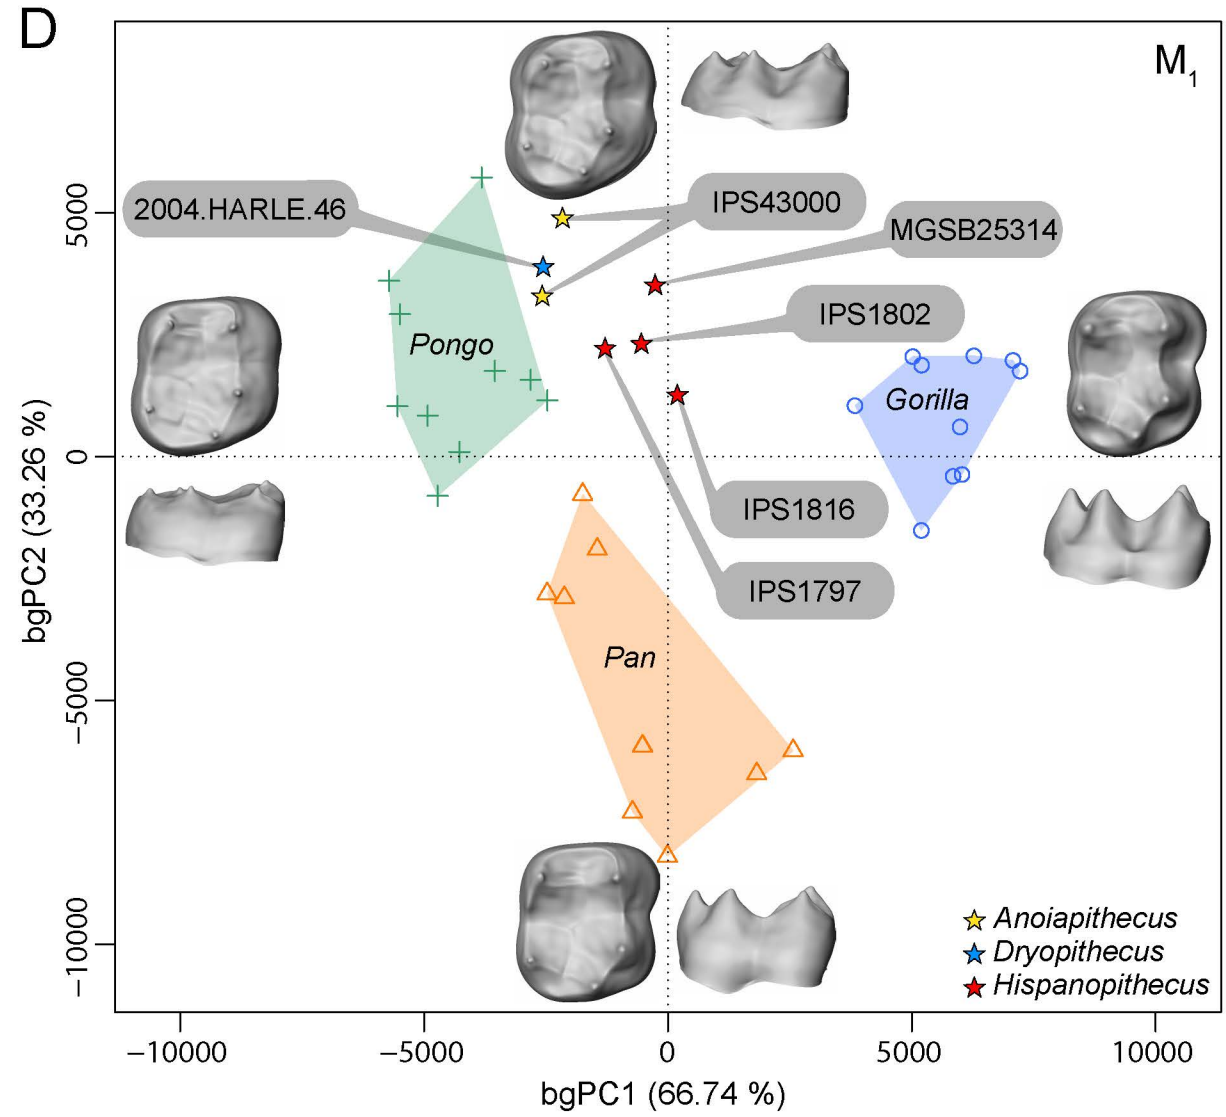 D
M1
2004.HARLE.46
IPS43000
MGSB25314
IPS1802
Pongo
Gorilla
IPS1816
IPS1797
Pan
Anoiapithecus
Dryopithecus
Hispanopithecus
bgPC2 (33.26 %)
5000
0
−5000
−10000
−10000
−5000
0
5000
10000
bgPC1 (66.74 %)